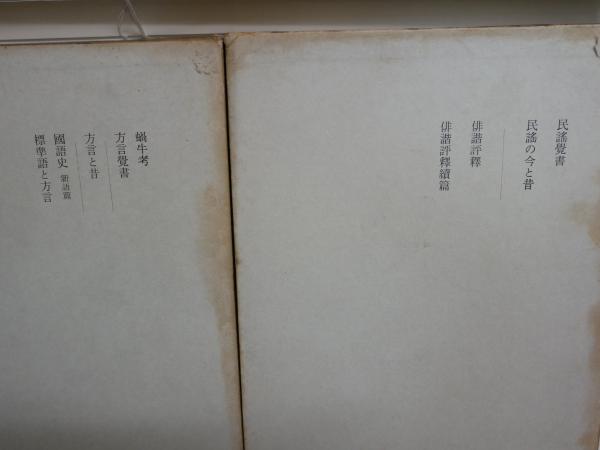 民謠覺書
民謠の今と昔
俳諧評釋
俳諧評釋續篇
蝸牛考
方言覺書
方言と昔
國語史 新語篇
標準語と方言